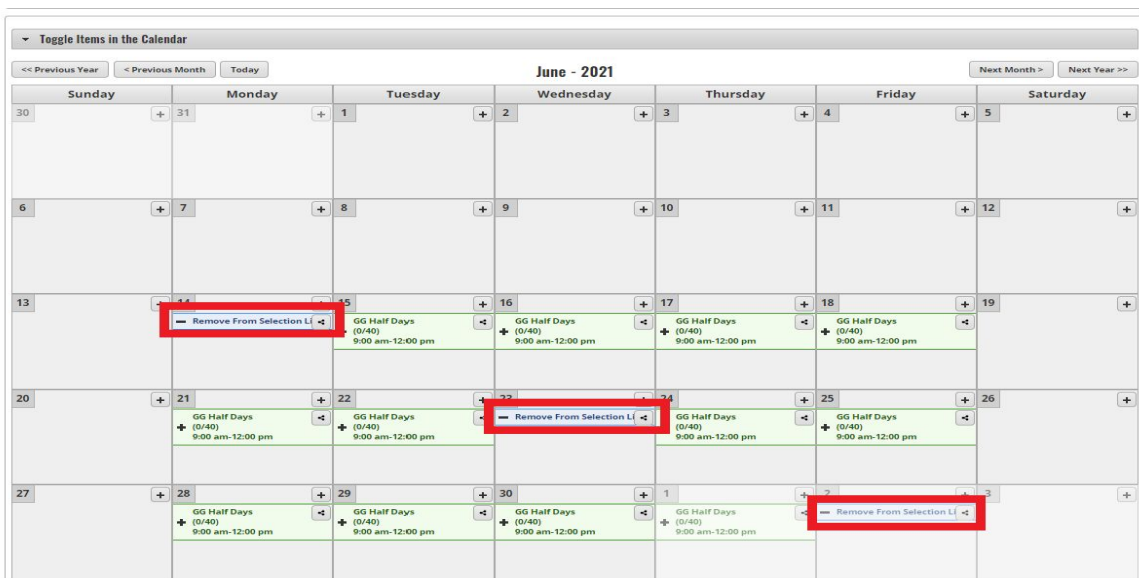 Toggle Items in the Calendar
<< Previous Year < Previous Month Today June - 2021 Next Month > Next Year >>
Sunday Monday Tuesday Wednesday Thursday Friday Saturday
30 + 31 + 1 + 2 + 3 + 4 + 5 +
6 + 7 + 8 + 9 + 10 + 11 + 12 +
13 + 14 + 15 + 16 + 17 + 18 + 19 +
Remove From Selection Li
GG Half Days
(0/40)
9:00 am-12:00 pm
GG Half Days
+ (0/40)
9:00 am-12:00 pm
GG Half Days
+ (0/40)
9:00 am-12:00 pm
GG Half Days
+ (0/40)
9:00 am-12:00 pm
20 + 21 + 22 + 23 24 + 25 + 26 +
GG Half Days
+ (0/40)
9:00 am-12:00 pm
GG Half Days
+ (0/40)
9:00 am-12:00 pm
Remove From Selection Li
GG Half Days
(0/40)
9:00 am-12:00 pm
GG Half Days
+ (0/40)
9:00 am-12:00 pm
27 + 28 + 29 + 30 + 1 + 2 + 3 +
GG Half Days
+ (0/40)
9:00 am-12:00 pm
GG Half Days
+ (0/40)
9:00 am-12:00 pm
GG Half Days
+ (0/40)
9:00 am-12:00 pm
GG Half Days
+ (0/40)
9:00 am-12:00 pm
Remove From Selection Li